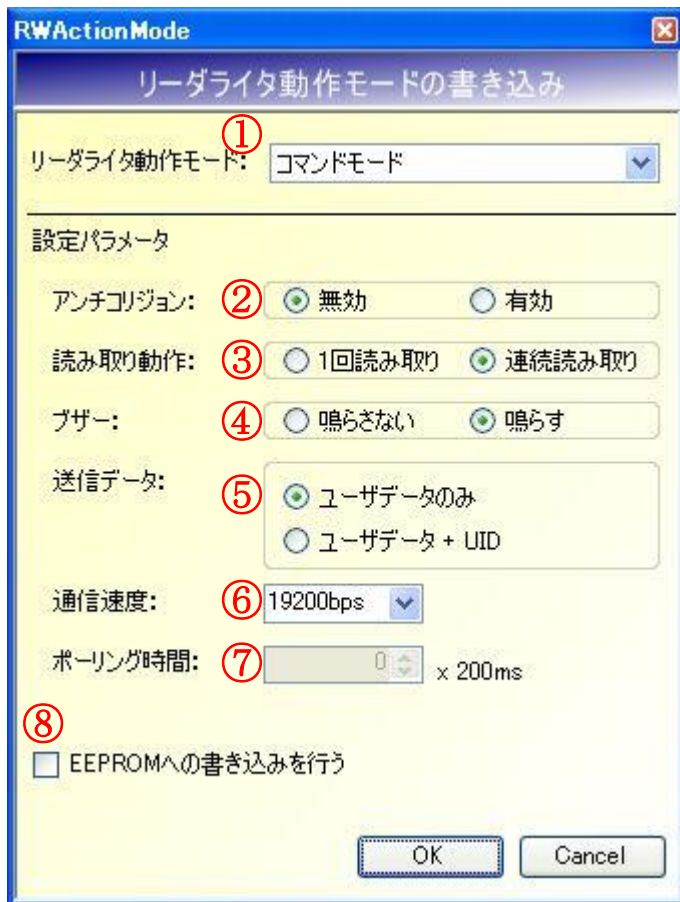 RWActionMode
リーダライタ動作モードの書き込み
①
リーダライタ動作モード: コマンドモード
設定パラメータ
アンチコリジョン: ② 無効 有効
読み取り動作: ③ 1回読み取り 連続読み取り
ブザー: ④ 鳴らさない 鳴らす
送信データ: ⑤ ユーザデータのみ
ユーザデータ + UID
通信速度: ⑥ 19200bps
ポーリング時間: ⑦ 0 x 200ms
⑧
EEPROMへの書き込みを行う
OK Cancel